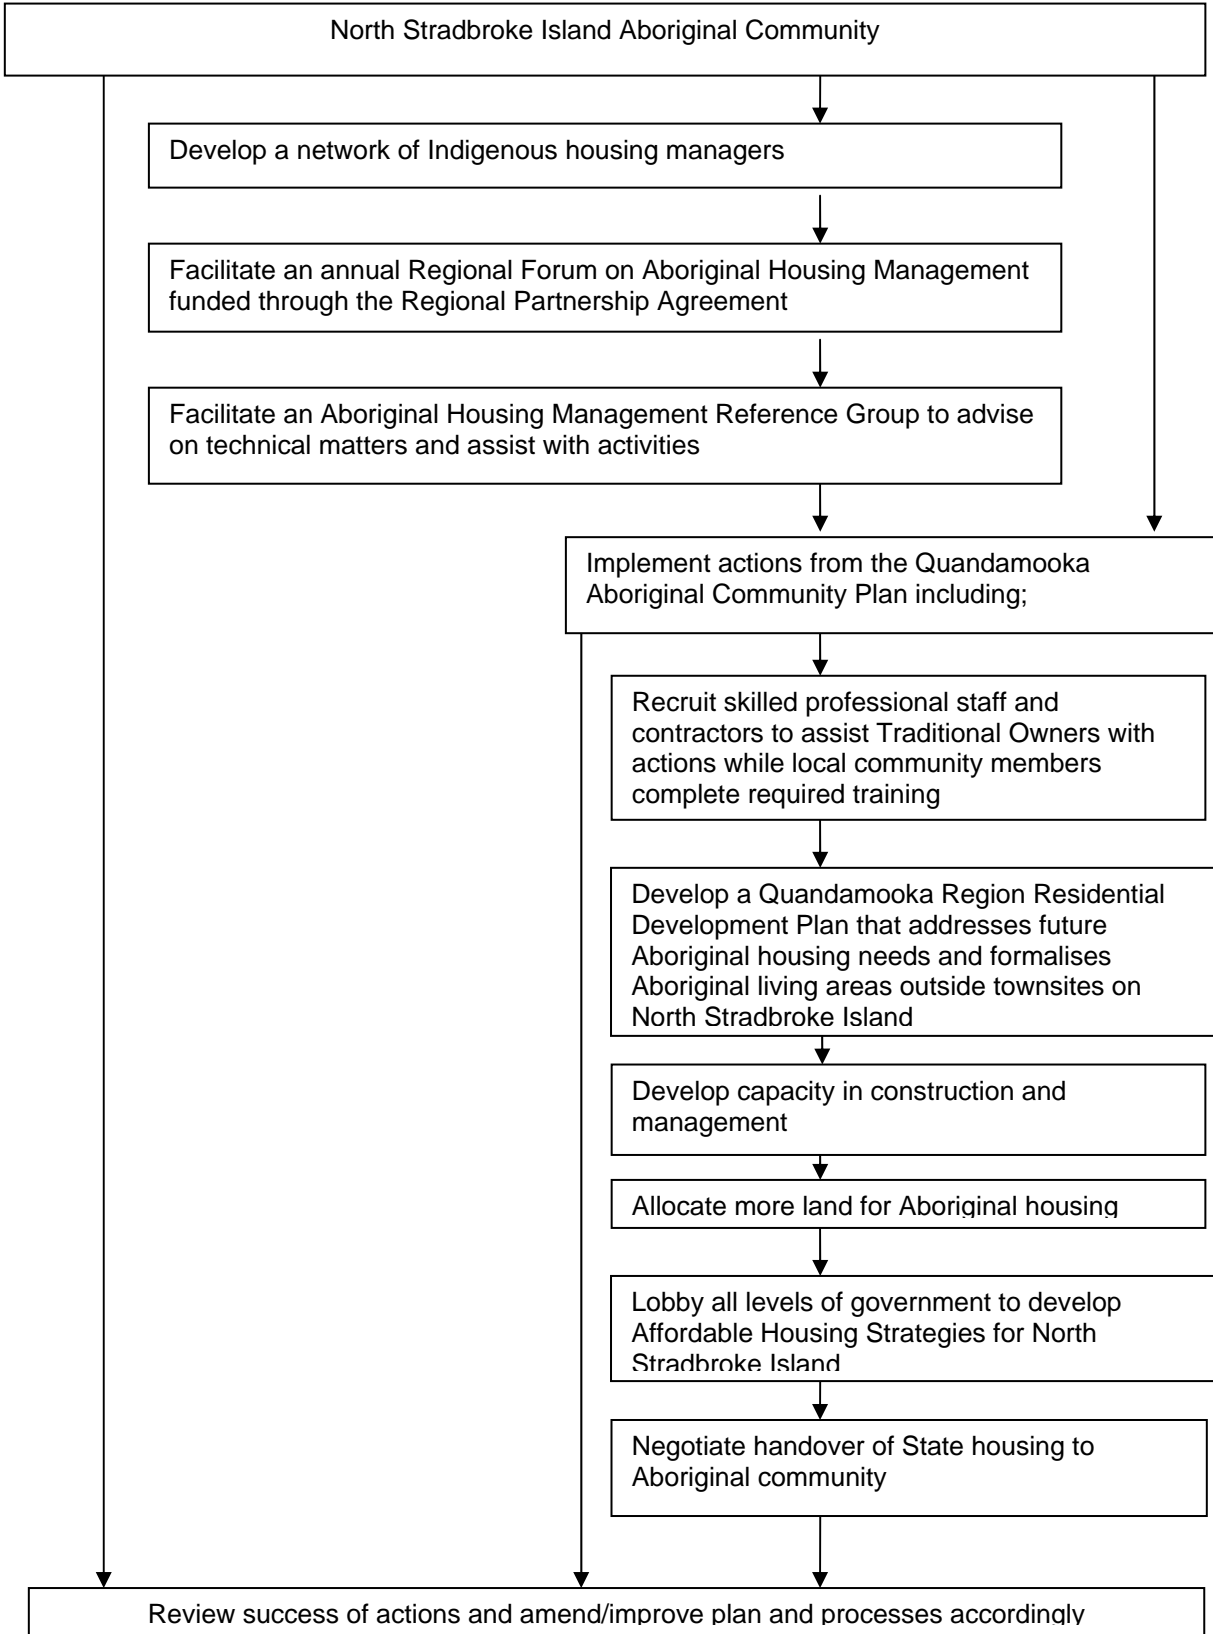 North Stradbroke Island Aboriginal Community
Develop a network of Indigenous housing managers
Facilitate an annual Regional Forum on Aboriginal Housing Management
funded through the Regional Partnership Agreement
Facilitate an Aboriginal Housing Management Reference Group to advise
on technical matters and assist with activities
Implement actions from the Quandamooka
Aboriginal Community Plan including;
Recruit skilled professional staff and
contractors to assist Traditional Owners with
actions while local community members
complete required training
Develop a Quandamooka Region Residential
Development Plan that addresses future
Aboriginal housing needs and formalises
Aboriginal living areas outside townsites on
North Stradbroke Island
Develop capacity in construction and
management
Allocate more land for Aboriginal housing
Lobby all levels of government to develop
Affordable Housing Strategies for North
Stradbroke Island
Negotiate handover of State housing to
Aboriginal community
Review success of actions and amend/improve plan and processes accordingly